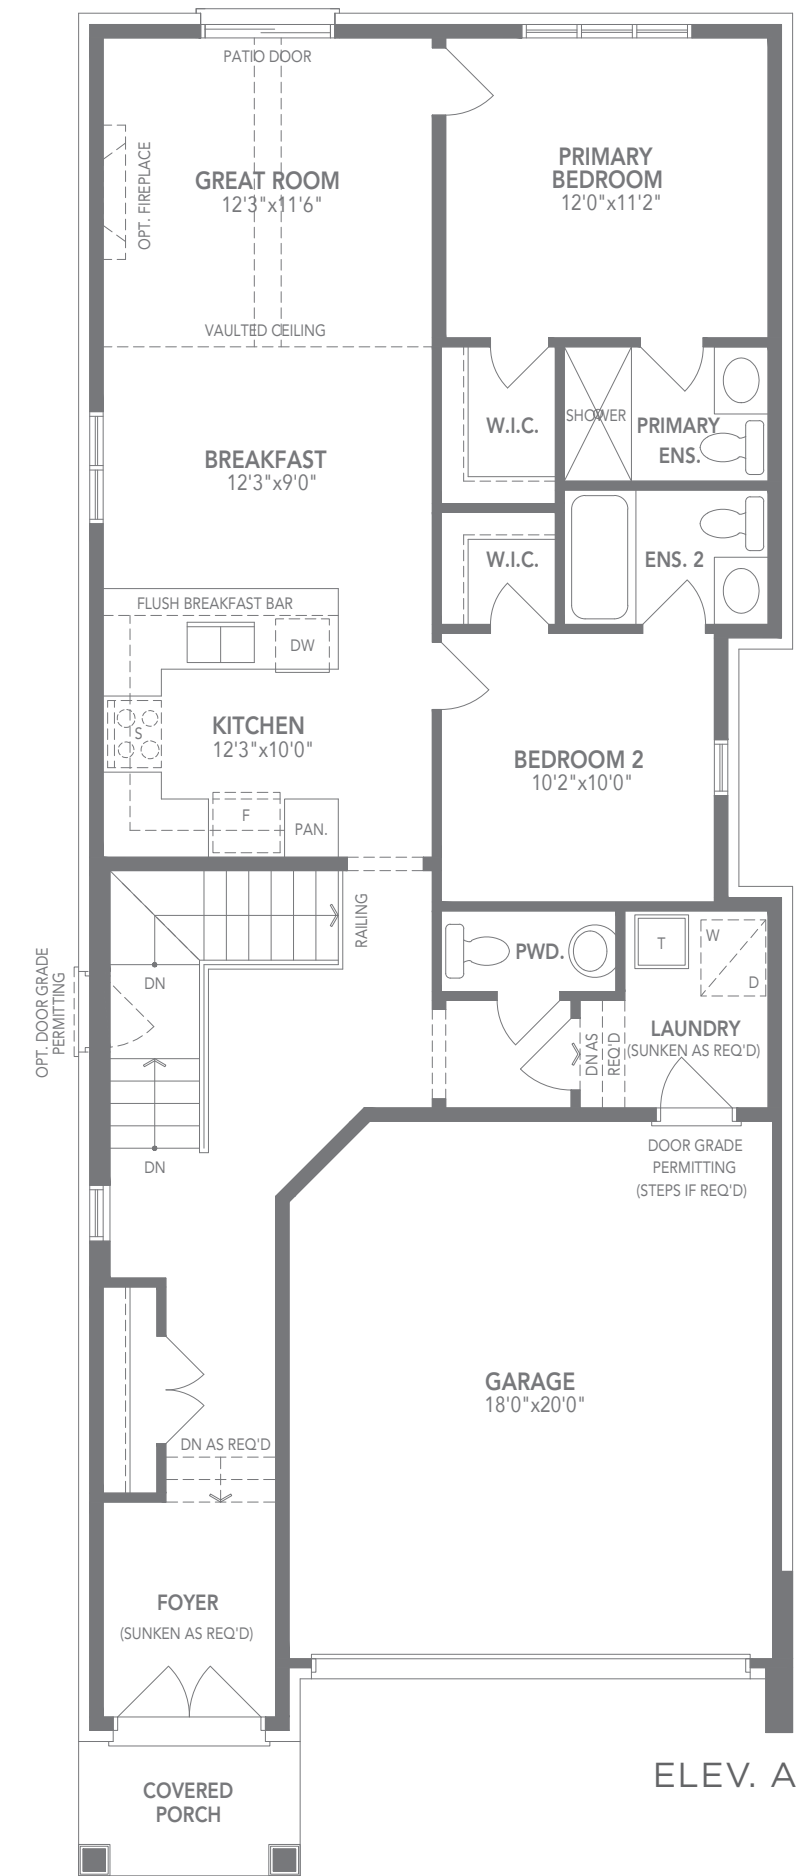 PATIO DOOR
OPT. FIREPLACE
GREAT ROOM
12'3"x11'6"
VAULTED CEILING
PRIMARY
BEDROOM
12'0"x11'2"
W.I.C.
SHOWER
PRIMARY
ENS.
BREAKFAST
12'3"x9'0"
W.I.C.
ENS. 2
FLUSH BREAKFAST BAR
DW
S
KITCHEN
12'3"x10'0"
F
PAN.
BEDROOM 2
10'2"x10'0"
RAILING
DN
OPT. DOOR GRADE
PERMITTING
DN
PWD.
T
W
D
LAUNDRY
(SUNKEN AS REQ'D)
DN AS
REQ'D
DOOR GRADE
PERMITTING
(STEPS IF REQ'D)
GARAGE
18'0"x20'0"
DN AS REQ'D
FOYER
(SUNKEN AS REQ'D)
COVERED
PORCH
ELEV. A